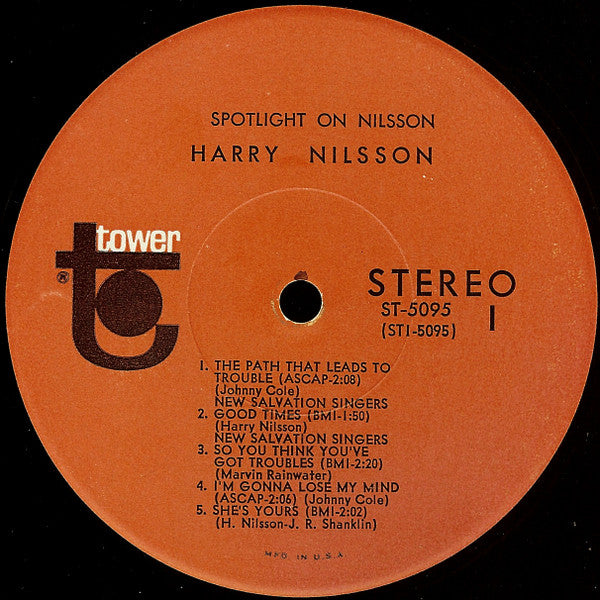 SPOTLIGHT ON NILSSON
HARRY NILSSON
tower
®
STEREO
ST-5095
(ST1-5095)
1
1. THE PATH THAT LEADS TO
TROUBLE (ASCAP-2:08)
(Johnny Cole)
NEW SALVATION SINGERS
2. GOOD TIMES (BMI-1:50)
(Harry Nilsson)
NEW SALVATION SINGERS
3. SO YOU THINK YOU'VE
GOT TROUBLES (BMI-2:20)
(Marvin Rainwater)
4. I'M GONNA LOSE MY MIND
(ASCAP-2:06) (Johnny Cole)
5. SHE'S YOURS (BMI-2:02)
(H. Nilsson-J. R. Shanklin)
MFG. IN U.S.A.